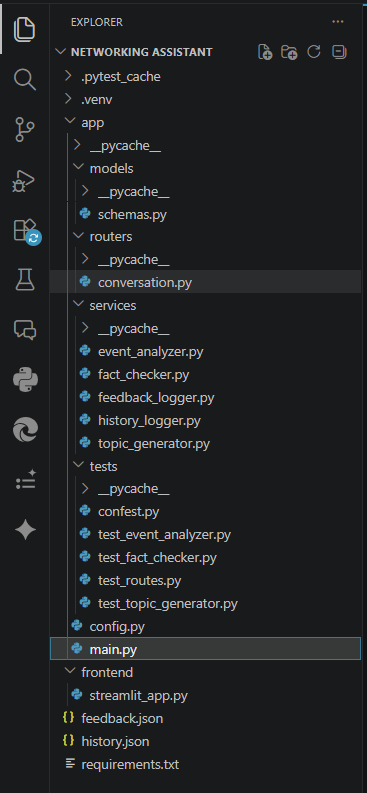 EXPLORER ...
NETWORKING ASSISTANT
.pytest_cache
.venv
app
__pycache__
models
__pycache__
schemas.py
routers
__pycache__
conversation.py
services
__pycache__
event_analyzer.py
fact_checker.py
feedback_logger.py
history_logger.py
topic_generator.py
tests
__pycache__
confest.py
test_event_analyzer.py
test_fact_checker.py
test_routes.py
test_topic_generator.py
config.py
main.py
frontend
streamlit_app.py
{} feedback.json
{} history.json
requirements.txt